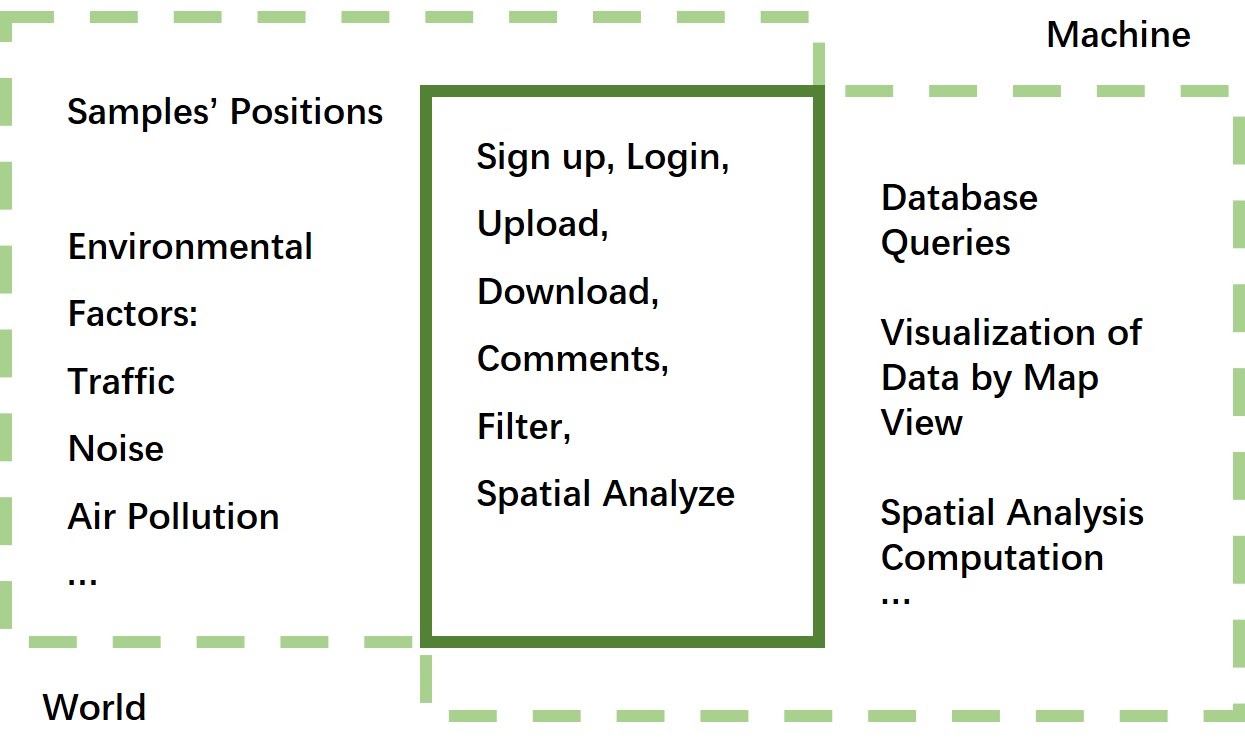 Machine
Samples’ Positions
Environmental
Factors:
Traffic
Noise
Air Pollution
...
Sign up, Login,
Upload,
Download,
Comments,
Filter,
Spatial Analyze
Database
Queries
Visualization of
Data by Map
View
Spatial Analysis
Computation
...
World